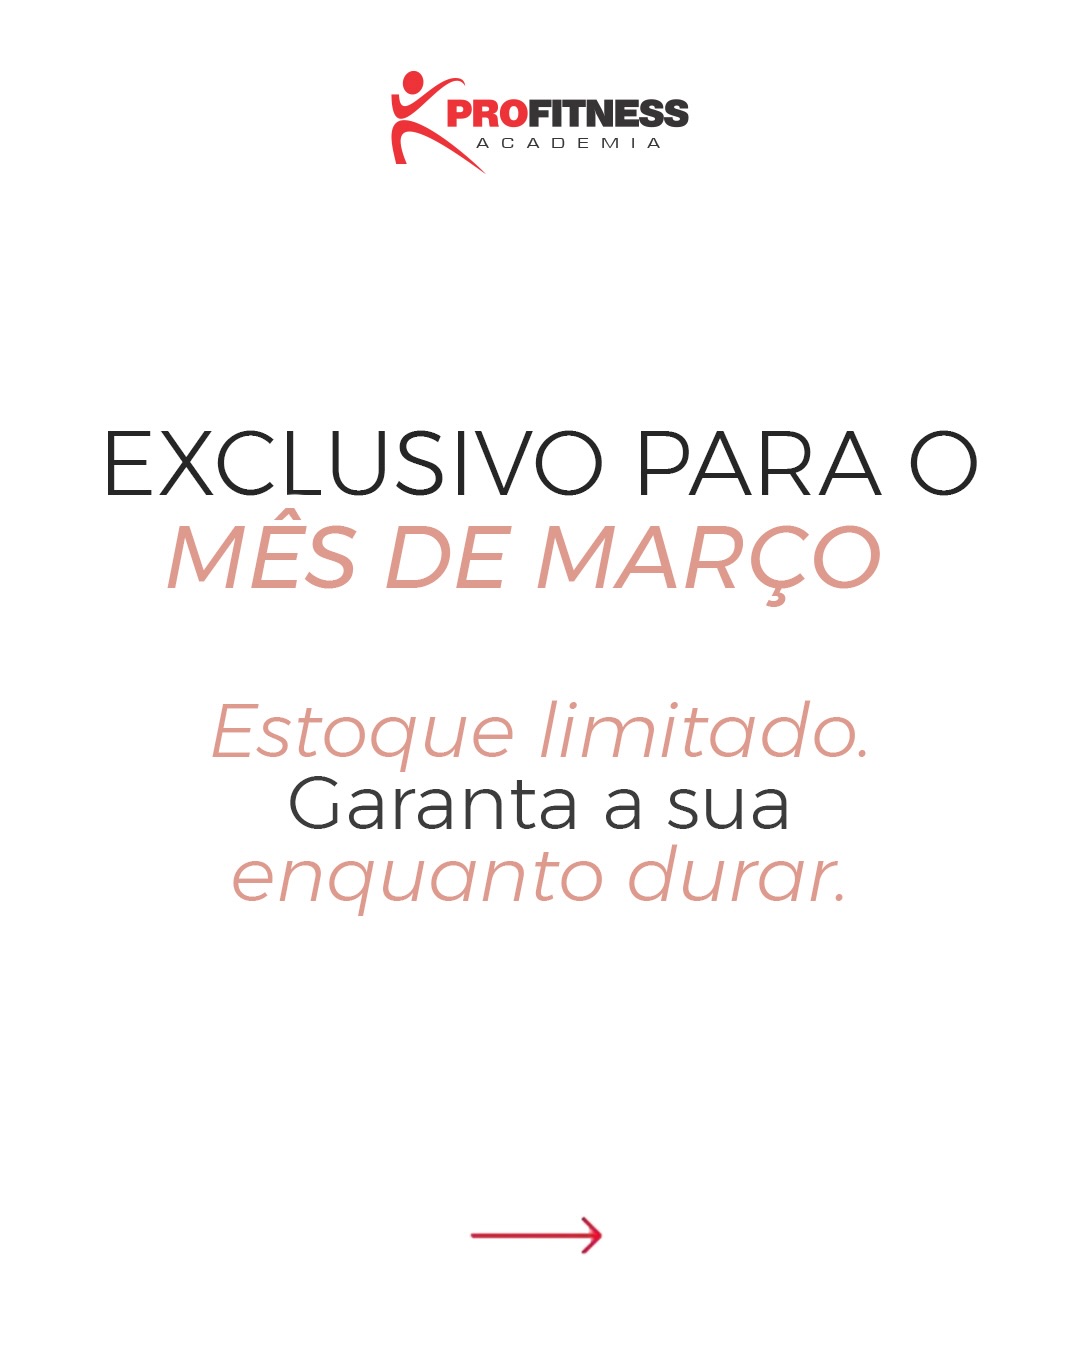 PROFITNESS
ACADEMIA
EXCLUSIVO PARA O
MÊS DE MARÇO
Estoque limitado.
Garanta a sua
enquanto durar.